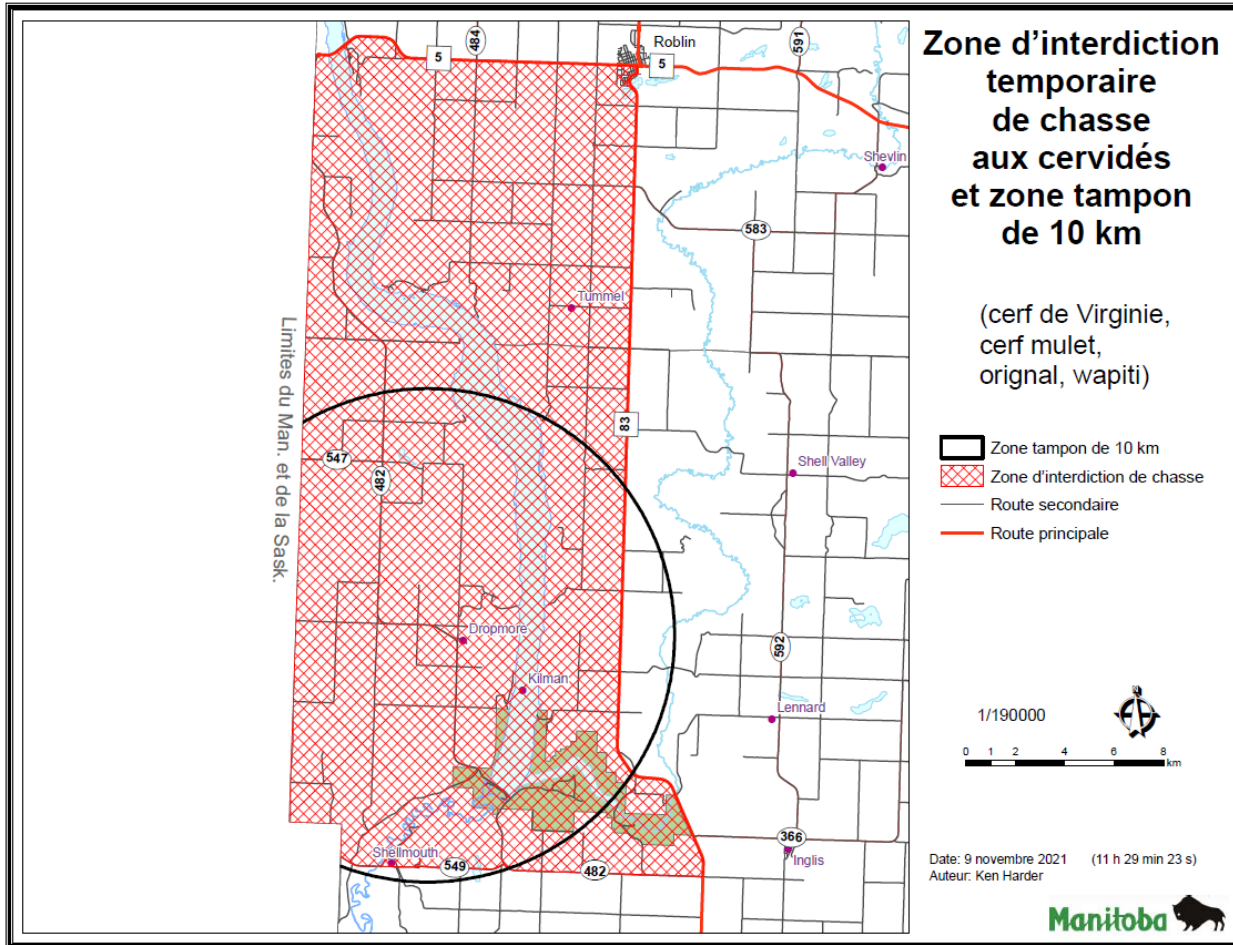 Zone d'interdiction
temporaire
de chasse
aux cervidés
et zone tampon
de 10 km
(cerf de Virginie,
cerf mulet,
orignal, wapiti)
Zone tampon de 10 km
Zone d'interdiction de chasse
Route secondaire
Route principale
1/190000
N
0 1 2 4 6 8
km
Date: 9 novembre 2021 (11 h 29 min 23 s)
Auteur: Ken Harder
Manitoba
Limites du Man. et de la Sask.
484
Roblin
591
5
5
Shevlin
583
Tummel
83
547
482
Shell Valley
Dropmore
592
Kilman
Lennard
366
Inglis
Shellmouth
549
482